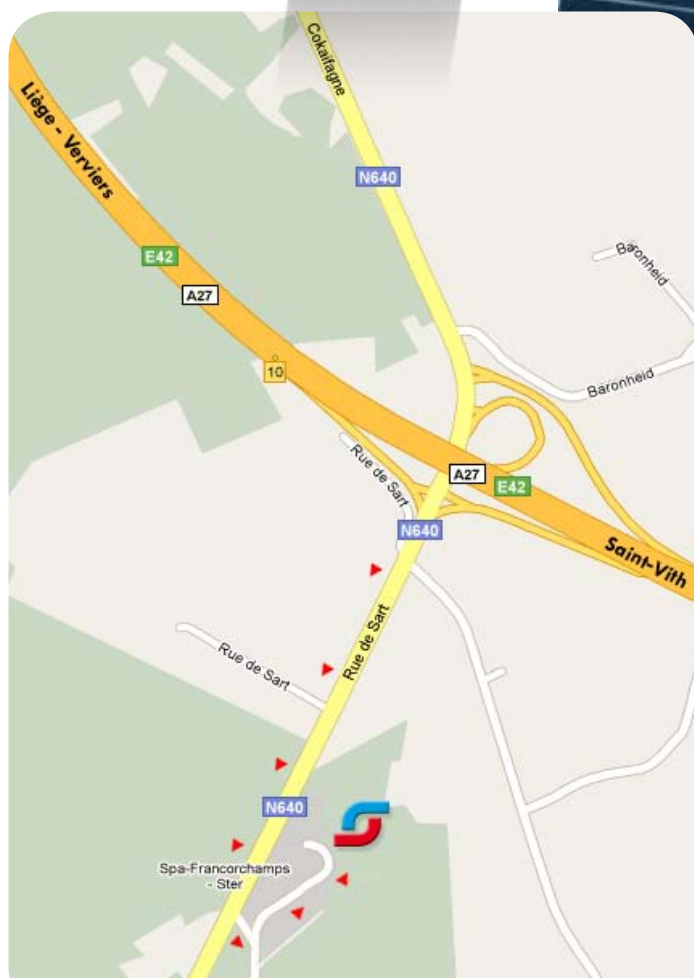 Cokaifagne
Liège - Verviers
N640
E42
Baronheid
A27
10
Baronheid
Rue de Sart
A27
E42
N640
Saint-Vith
Rue de Sart
Rue de Sart
N640
Spa-Francorchamps
- Ster